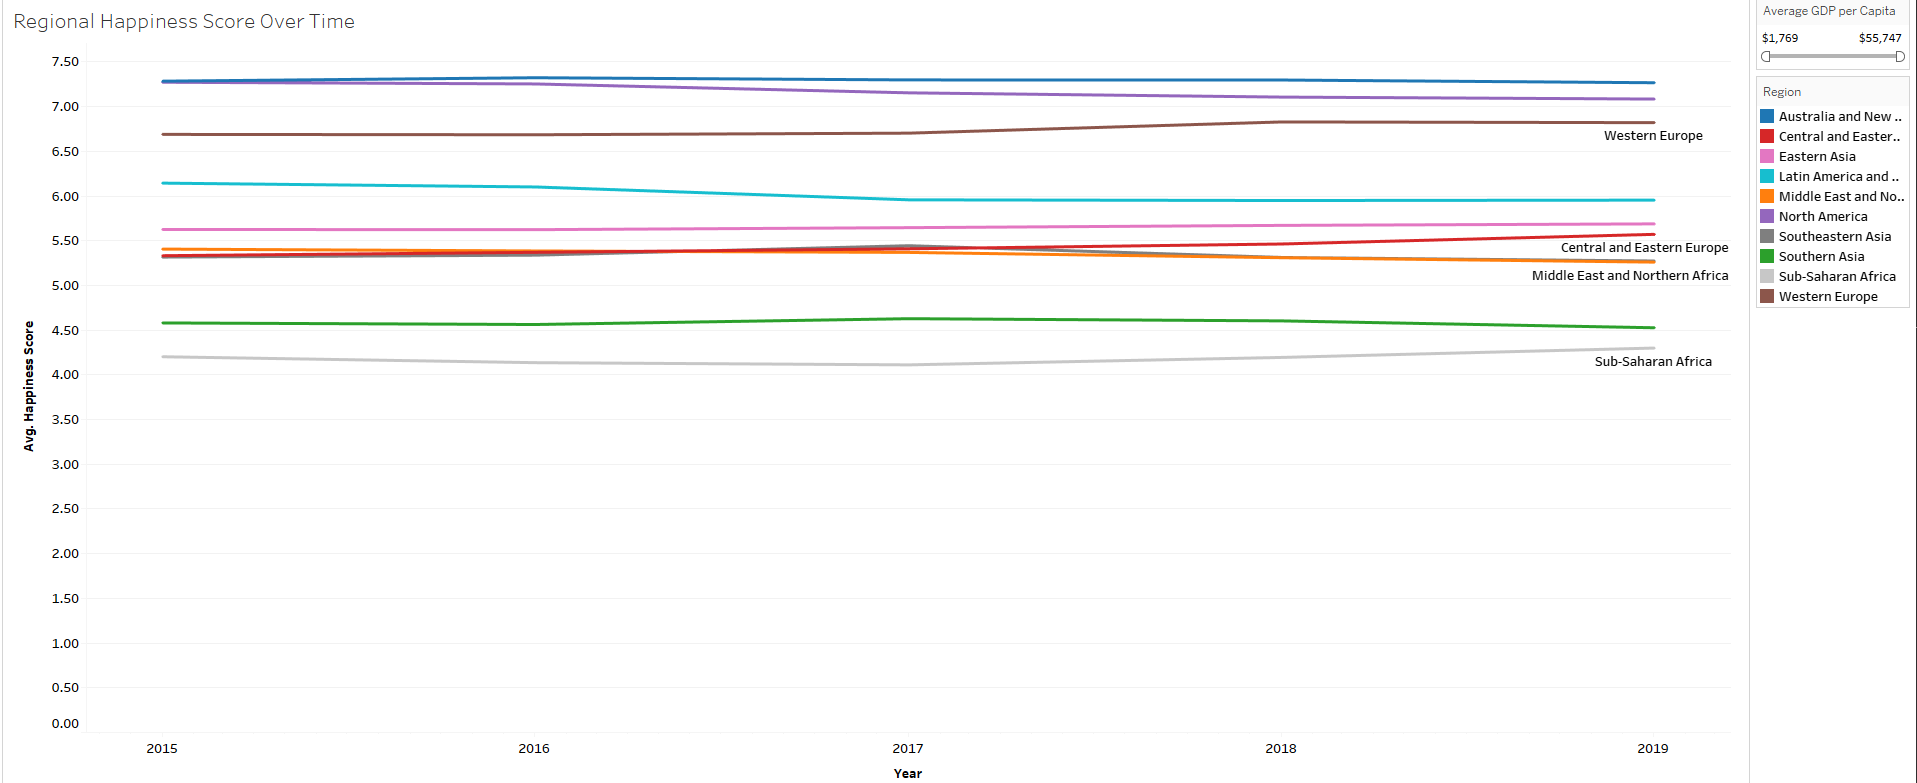 Regional Happiness Score Over Time
7.50
7.00
6.50
6.00
5.50
5.00
4.50
4.00
3.50
3.00
2.50
2.00
1.50
1.00
0.50
0.00
Avg. Happiness Score
Western Europe
Central and Eastern Europe
Middle East and Northern Africa
Sub-Saharan Africa
2015 2016 2017 2018 2019
Year
Average GDP per Capita
$1,769 $55,747
Region
Australia and New ..
Central and Easter..
Eastern Asia
Latin America and ..
Middle East and No..
North America
Southeastern Asia
Southern Asia
Sub-Saharan Africa
Western Europe